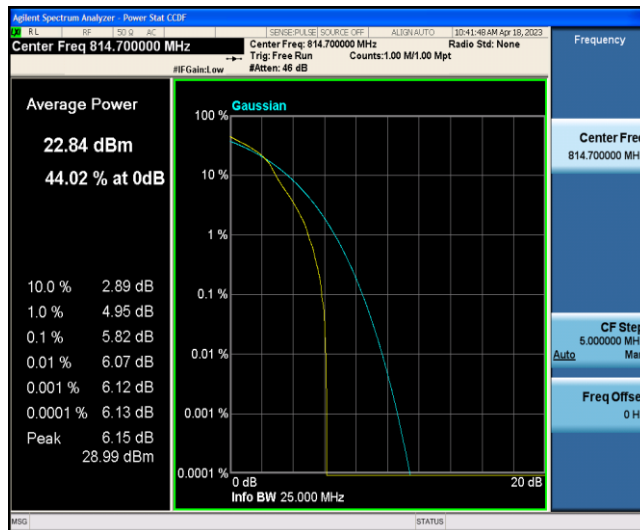 Agilent Spectrum Analyzer - Power Stat CCDF
LXI RL RF 50 Ω AC SENSE:PULSE SOURCE OFF ALIGNAUTO 10:41:48AM Apr 18, 2023
Center Freq 814.700000 MHz
Center Freq: 814.700000 MHz Radio Std: None
Trig: Free Run Counts:1.00 M/1.00 Mpt
#IFGain:Low #Atten: 46 dB
Frequency
Average Power
22.84 dBm
44.02 % at 0dB
10.0 % 2.89 dB
1.0 % 4.95 dB
0.1 % 5.82 dB
0.01 % 6.07 dB
0.001 % 6.12 dB
0.0001 % 6.13 dB
Peak 6.15 dB
28.99 dBm
Gaussian
100 %
10 %
1 %
0.1 %
0.01 %
0.001 %
0.0001 %
0 dB 20 dB
Info BW 25.000 MHz
Center Freq
814.700000 MH
CF Step
5.000000 MH
Auto Ma
Freq Offse
0 H
MSG STATUS